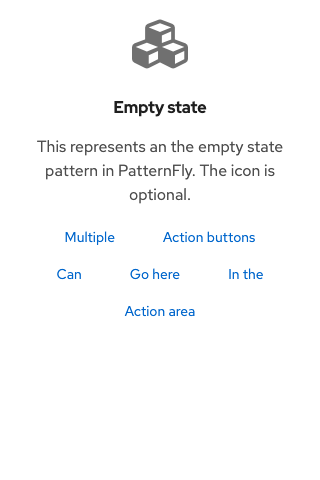 Empty state
This represents an the empty state
pattern in PatternFly. The icon is
optional.
Multiple Action buttons
Can Go here In the
Action area